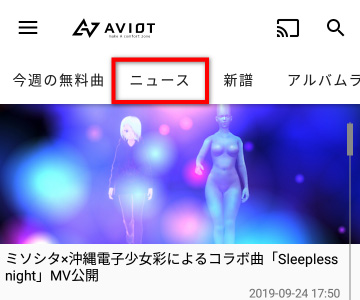 AVIOT
make A comfort zone
今週の無料曲 ニュース 新譜 アルバムラ
ミソシタ×沖縄電子少女彩によるコラボ曲「Sleepless
night」MV公開
2019-09-24 17:50